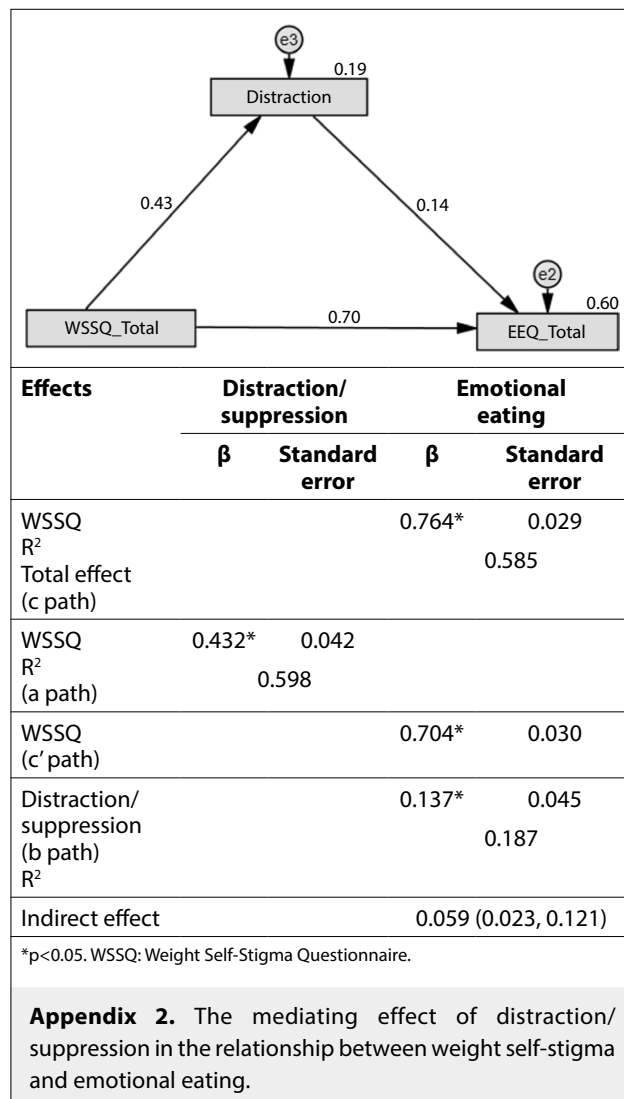 e3
0.19
Distraction
0.43
0.14
e2
0.60
WSSQ_Total
0.70
EEQ_Total
Effects Distraction/ suppression Emotional eating
β Standard error β Standard error
WSSQ 0.764* 0.029
R²
0.585
Total effect
(c path)
WSSQ 0.432* 0.042
R²
0.598
(a path)
WSSQ 0.704* 0.030
(c’ path)
Distraction/ 0.137* 0.045
suppression
0.187
(b path)
R²
Indirect effect 0.059 (0.023, 0.121)
*p<0.05. WSSQ: Weight Self-Stigma Questionnaire.
Appendix 2. The mediating effect of distraction/
suppression in the relationship between weight self-stigma
and emotional eating.